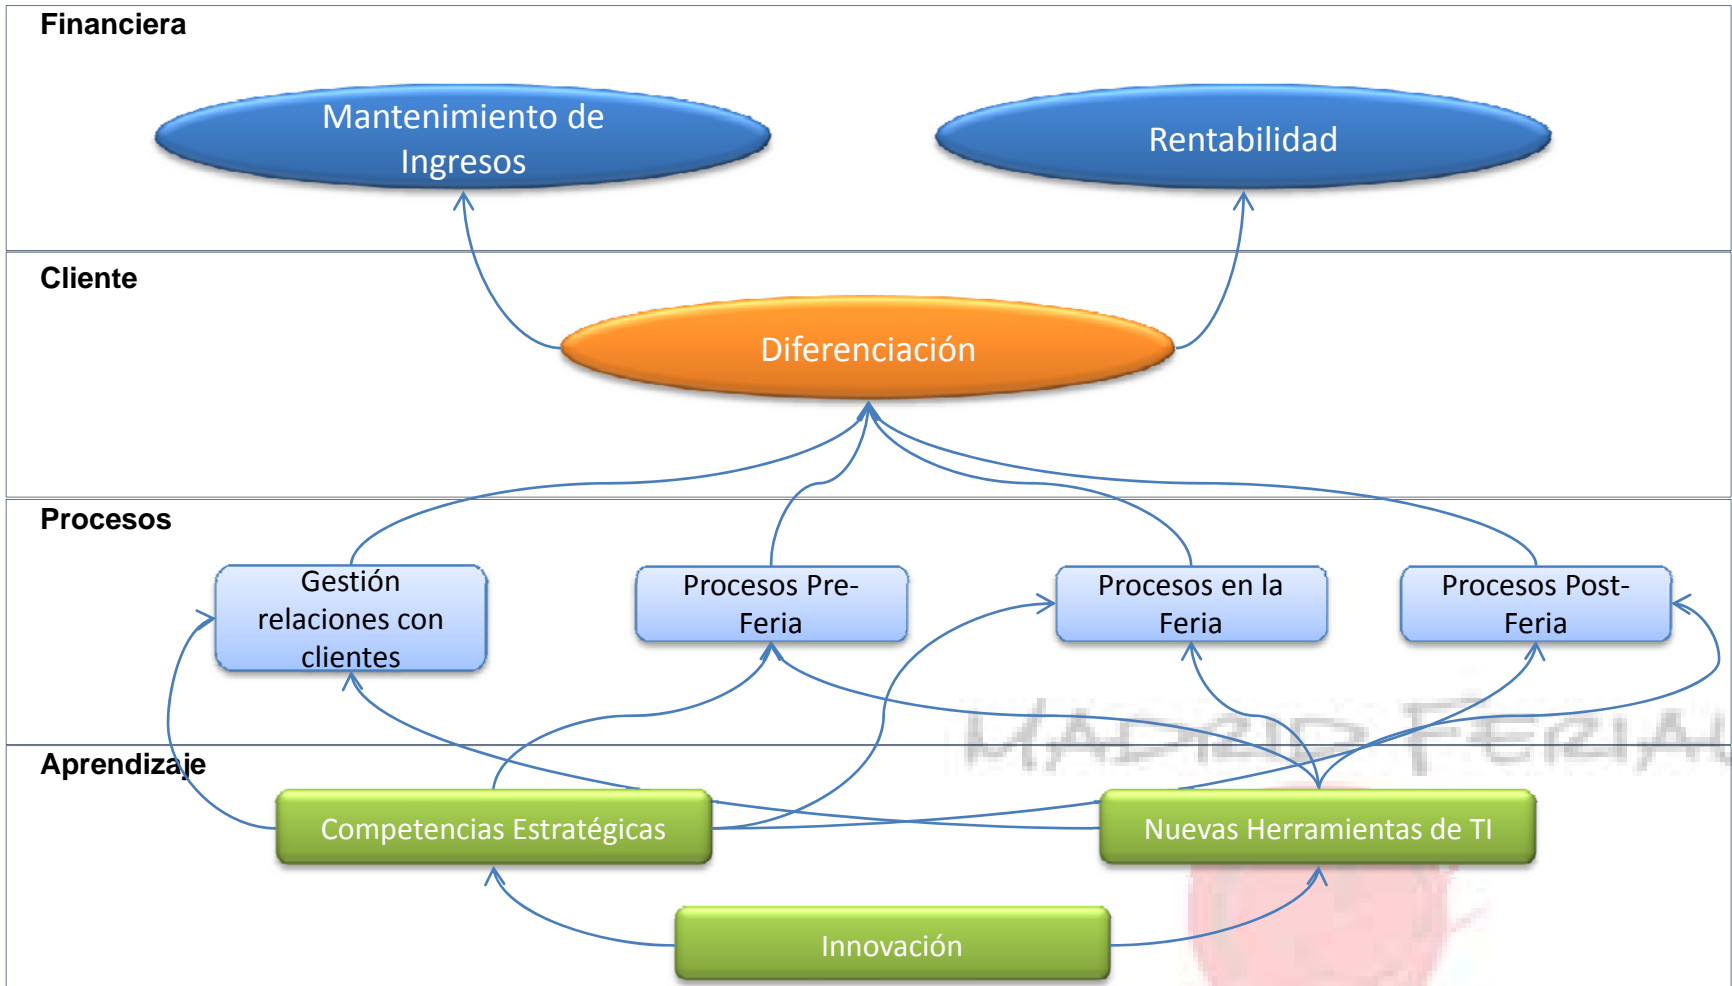 Financiera
Mantenimiento de
Ingresos
Rentabilidad
Cliente
Diferenciación
Procesos
Gestión
relaciones con
clientes
Procesos Pre-
Feria
Procesos en la
Feria
Procesos Post-
Feria
MADRID FERIAL
Aprendizaje
Competencias Estratégicas
Nuevas Herramientas de TI
Innovación